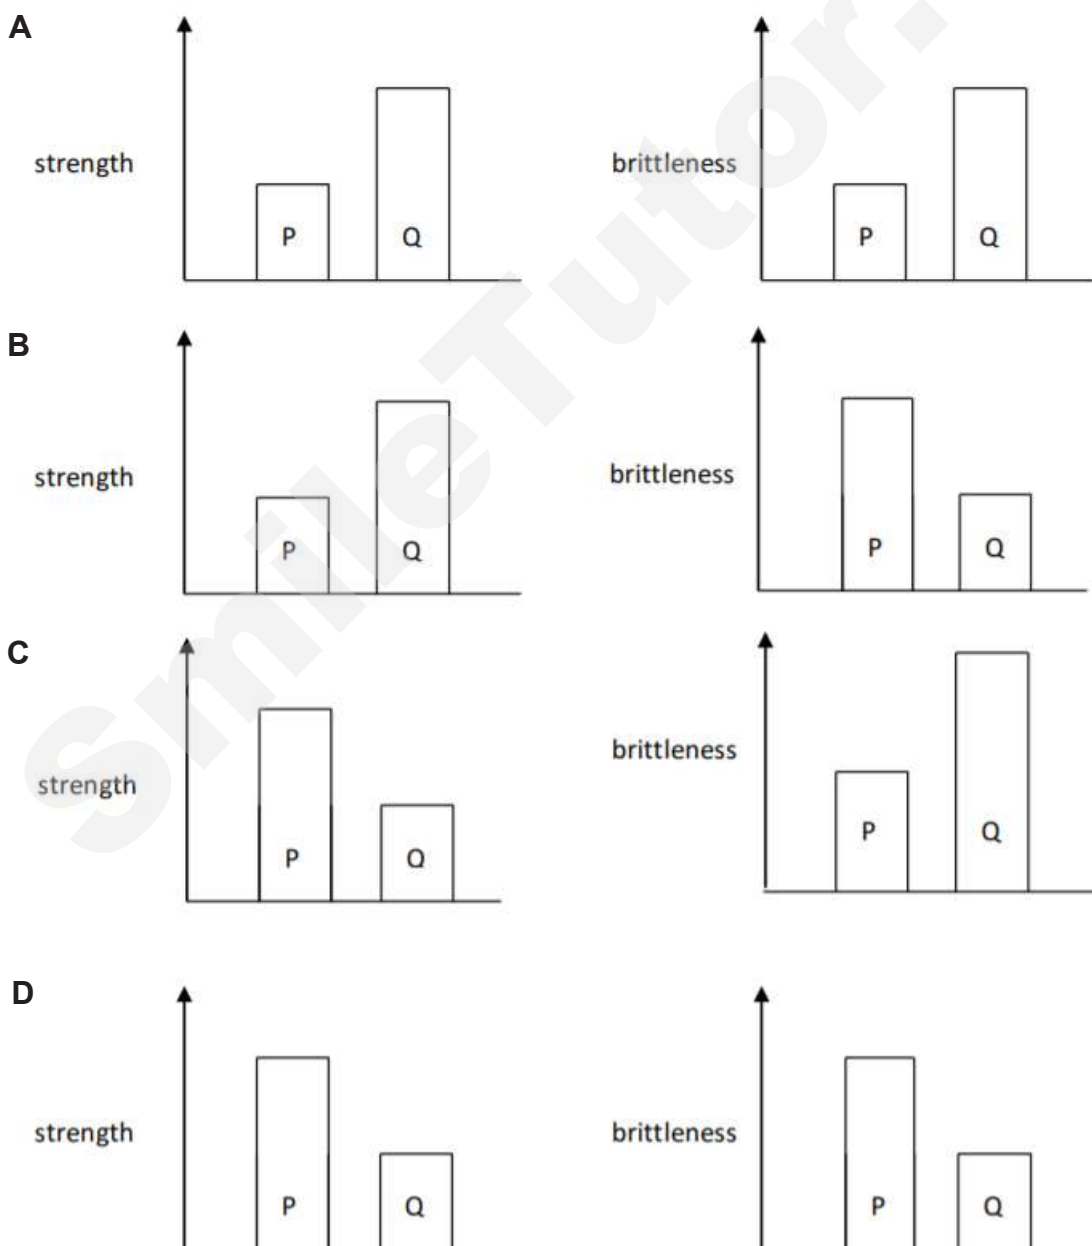 A
strength
P
Q
brittleness
P
Q
B
strength
P
Q
brittleness
P
Q
C
strength
P
Q
brittleness
P
Q
D
strength
P
Q
brittleness
P
Q
SmileTutor.